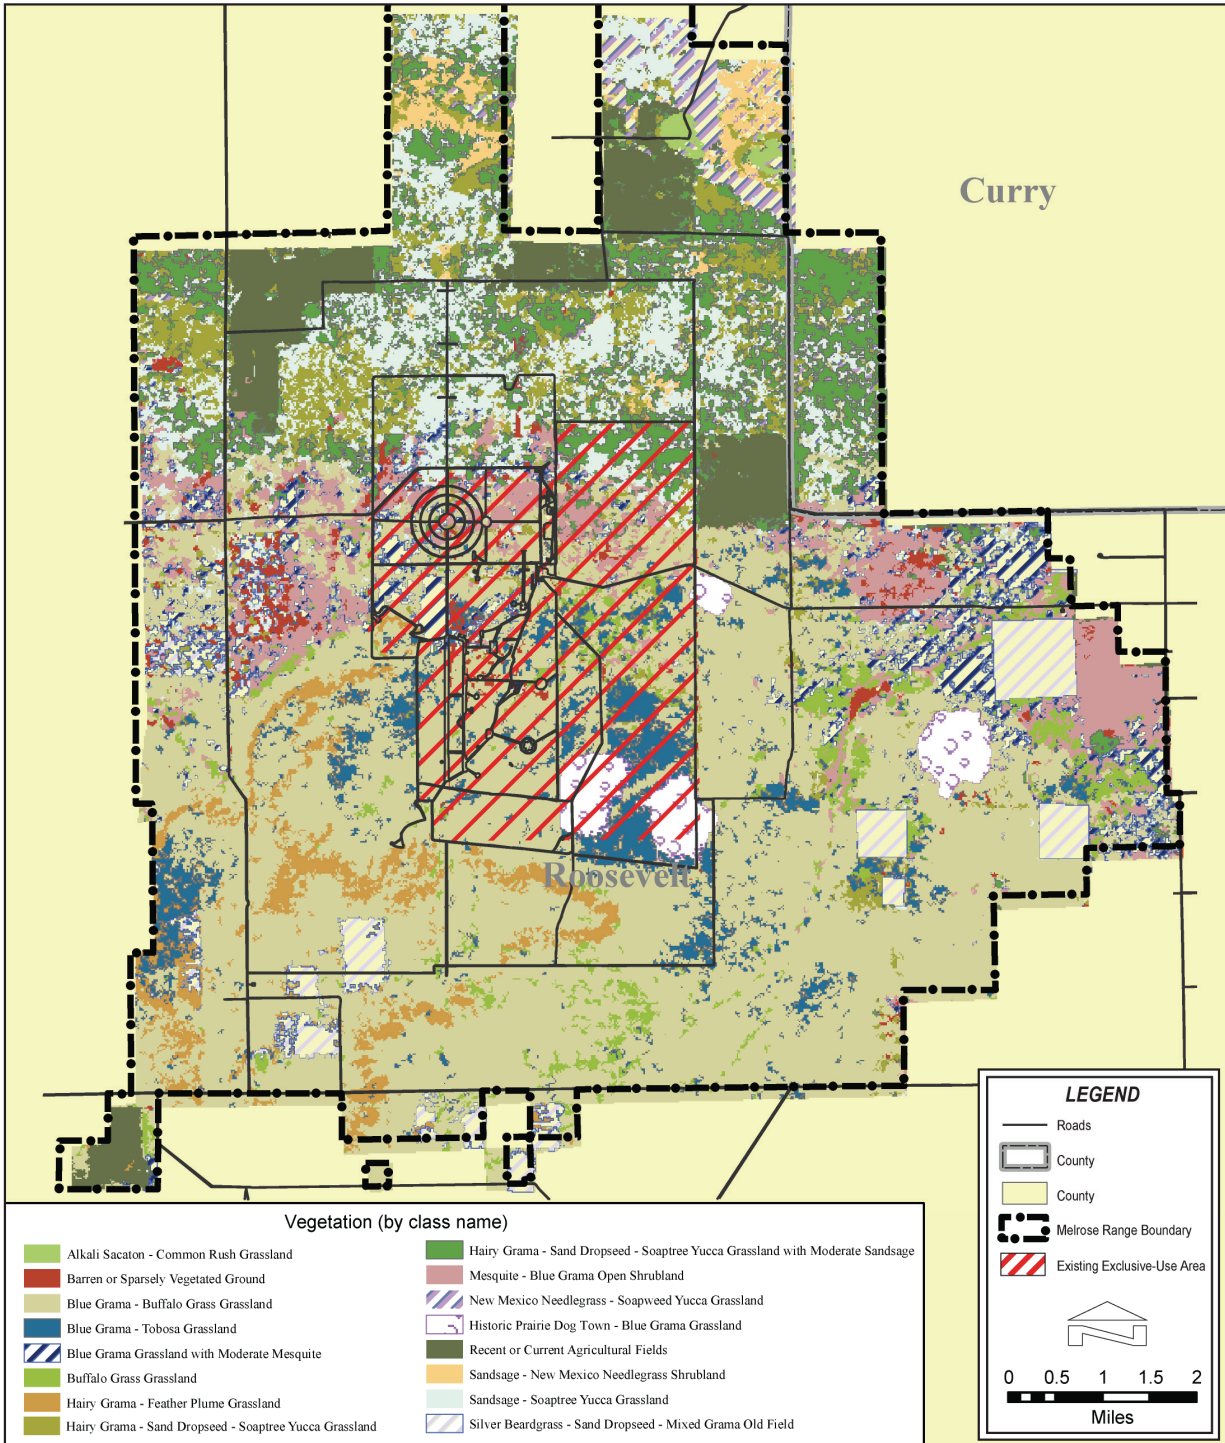 Curry
Roosevelt
LEGEND
Roads
County
County
Melrose Range Boundary
Existing Exclusive-Use Area
0 0.5 1 1.5 2
Miles
Vegetation (by class name)
Alkali Sacaton - Common Rush Grassland
Barren or Sparsely Vegetated Ground
Blue Grama - Buffalo Grass Grassland
Blue Grama - Tobosa Grassland
Blue Grama Grassland with Moderate Mesquite
Buffalo Grass Grassland
Hairy Grama - Feather Plume Grassland
Hairy Grama - Sand Dropseed - Soaptree Yucca Grassland
Hairy Grama - Sand Dropseed - Soaptree Yucca Grassland with Moderate Sandsage
Mesquite - Blue Grama Open Shrubland
New Mexico Needlegrass - Soapweed Yucca Grassland
Historic Prairie Dog Town - Blue Grama Grassland
Recent or Current Agricultural Fields
Sandsage - New Mexico Needlegrass Shrubland
Sandsage - Soaptree Yucca Grassland
Silver Beardgrass - Sand Dropseed - Mixed Grama Old Field